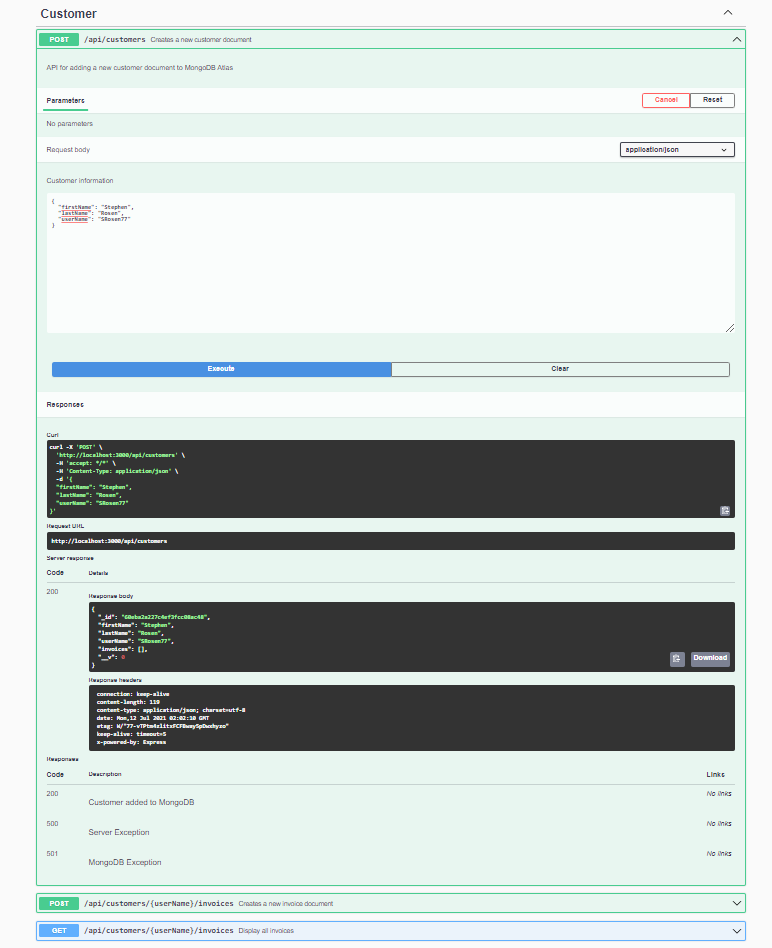 Customer
POST /api/customers Creates a new customer document
API for adding a new customer document to MongoDB Atlas
Parameters Cancel Reset
No parameters
Request body application/json
Customer information
{
"firstName": "Stephen",
"lastName": "Rosen",
"userName": "SRosen77"
}
Execute Clear
Responses
Curl
curl -X 'POST' \
'http://localhost:3000/api/customers' \
-H 'accept: */*' \
-H 'Content-Type: application/json' \
-d '{
"firstName": "Stephen",
"lastName": "Rosen",
"userName": "SRosen77"
}'
Request URL
http://localhost:3000/api/customers
Server response
Code Details
200
Response body
{
"_id":
"firstName": "Stephen",
"lastName": "Rosen",
"userName": "SRosen77",
"invoices": [],
"__v": 0
}
Download
Response headers
connection: keep-alive
content-length: 119
content-type: application/json; charset=utf-8
date: Mon,12 Jul 2021 02:02:10 GMT
etag:
keep-alive: timeout=5
x-powered-by: Express
Responses
Code Description Links
200 Customer added to MongoDB No links
500 Server Exception No links
501 MongoDB Exception No links
POST /api/customers/{userName}/invoices Creates a new invoice document
GET /api/customers/{userName}/invoices Display all invoices